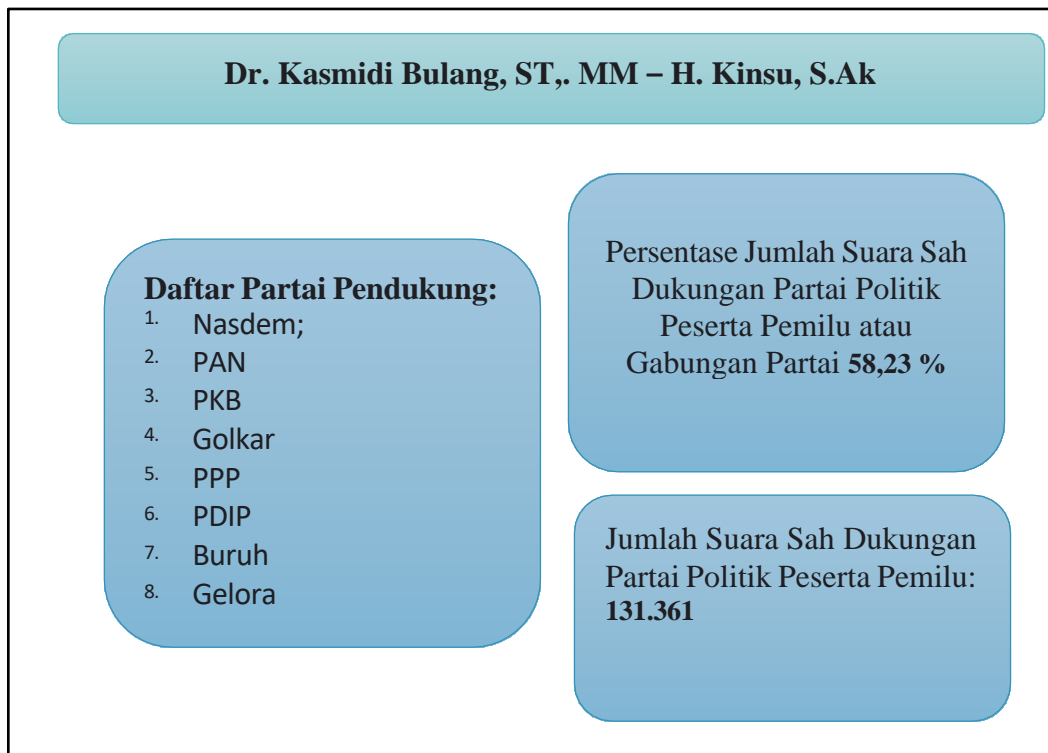 Dr. Kasmidi Bulang, ST,. MM – H. Kinsu, S.Ak
Daftar Partai Pendukung:
1. Nasdem;
2. PAN
3. PKB
4. Golkar
5. PPP
6. PDIP
7. Buruh
8. Gelora
Persentase Jumlah Suara Sah
Dukungan Partai Politik
Peserta Pemilu atau
Gabungan Partai 58,23 %
Jumlah Suara Sah Dukungan
Partai Politik Peserta Pemilu:
131.361